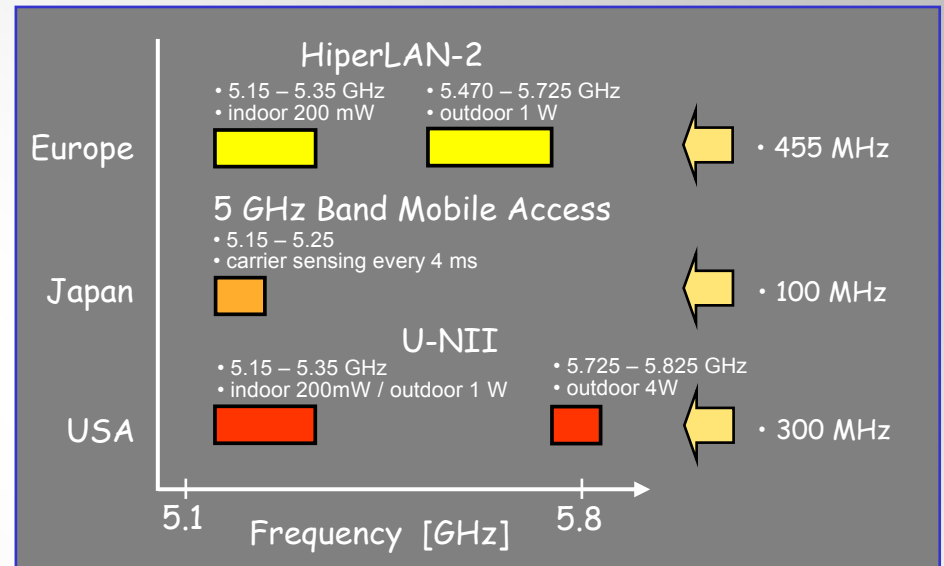 HiperLAN-2
• 5.15 – 5.35 GHz
• indoor 200 mW
• 5.470 – 5.725 GHz
• outdoor 1 W
Europe
• 455 MHz
5 GHz Band Mobile Access
• 5.15 – 5.25
• carrier sensing every 4 ms
Japan
• 100 MHz
U-NII
• 5.15 – 5.35 GHz
• indoor 200mW / outdoor 1 W
• 5.725 – 5.825 GHz
• outdoor 4W
USA
• 300 MHz
5.1
5.8
Frequency [GHz]